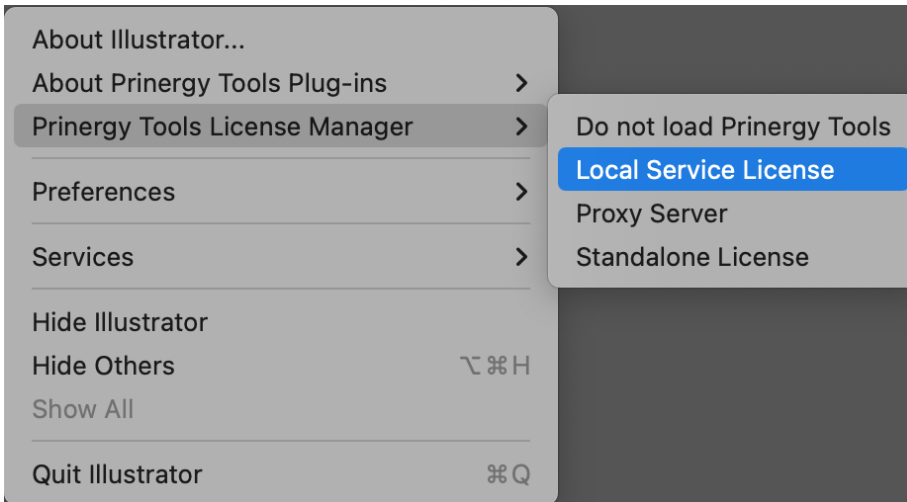 About Illustrator...
About Prinergy Tools Plug-ins
Prinergy Tools License Manager
Preferences
Services
Hide Illustrator
Hide Others ⌥⌘H
Show All
Quit Illustrator ⌘Q
Do not load Prinergy Tools
Local Service License
Proxy Server
Standalone License